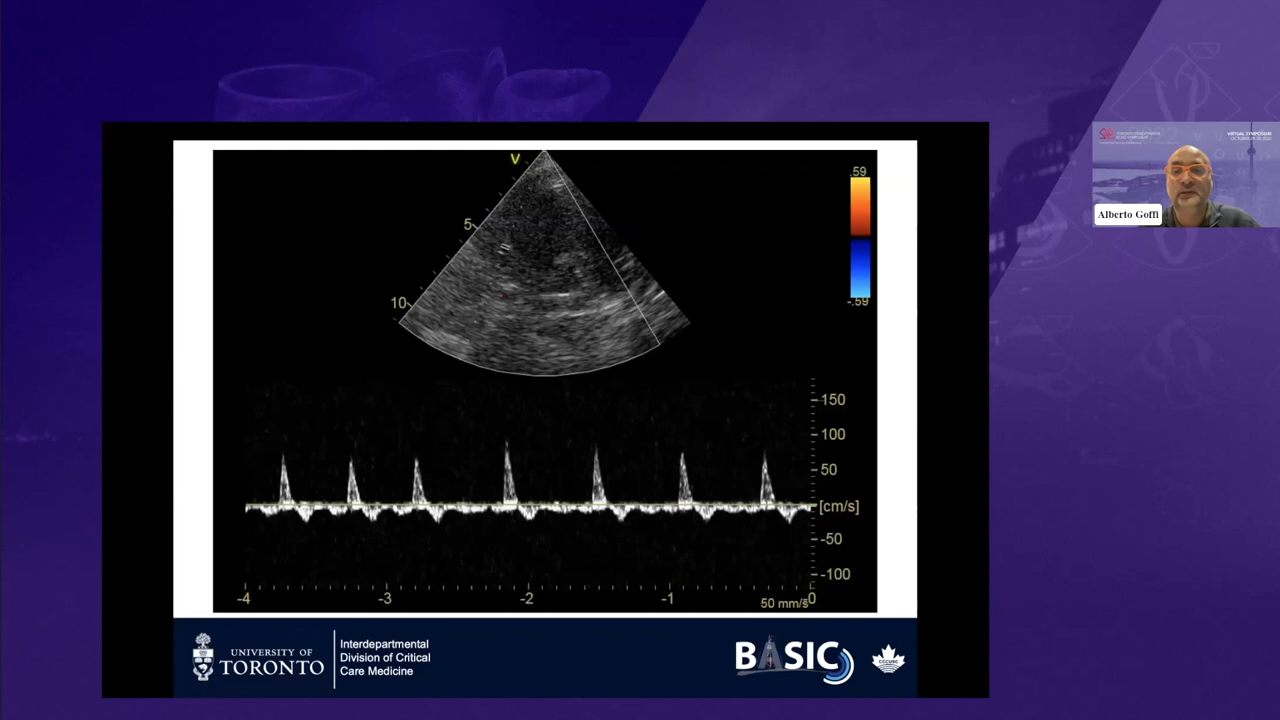 V
5
10
.59
-.59
150
100
50
[cm/s]
-50
-100
-4
-3
-2
-1
0
50 mm/s
UNIVERSITY OF
TORONTO
Interdepartmental
Division of Critical
Care Medicine
BASIC
CCCUSG
VIRTUAL SYMPOSIUM
Alberto Goffi